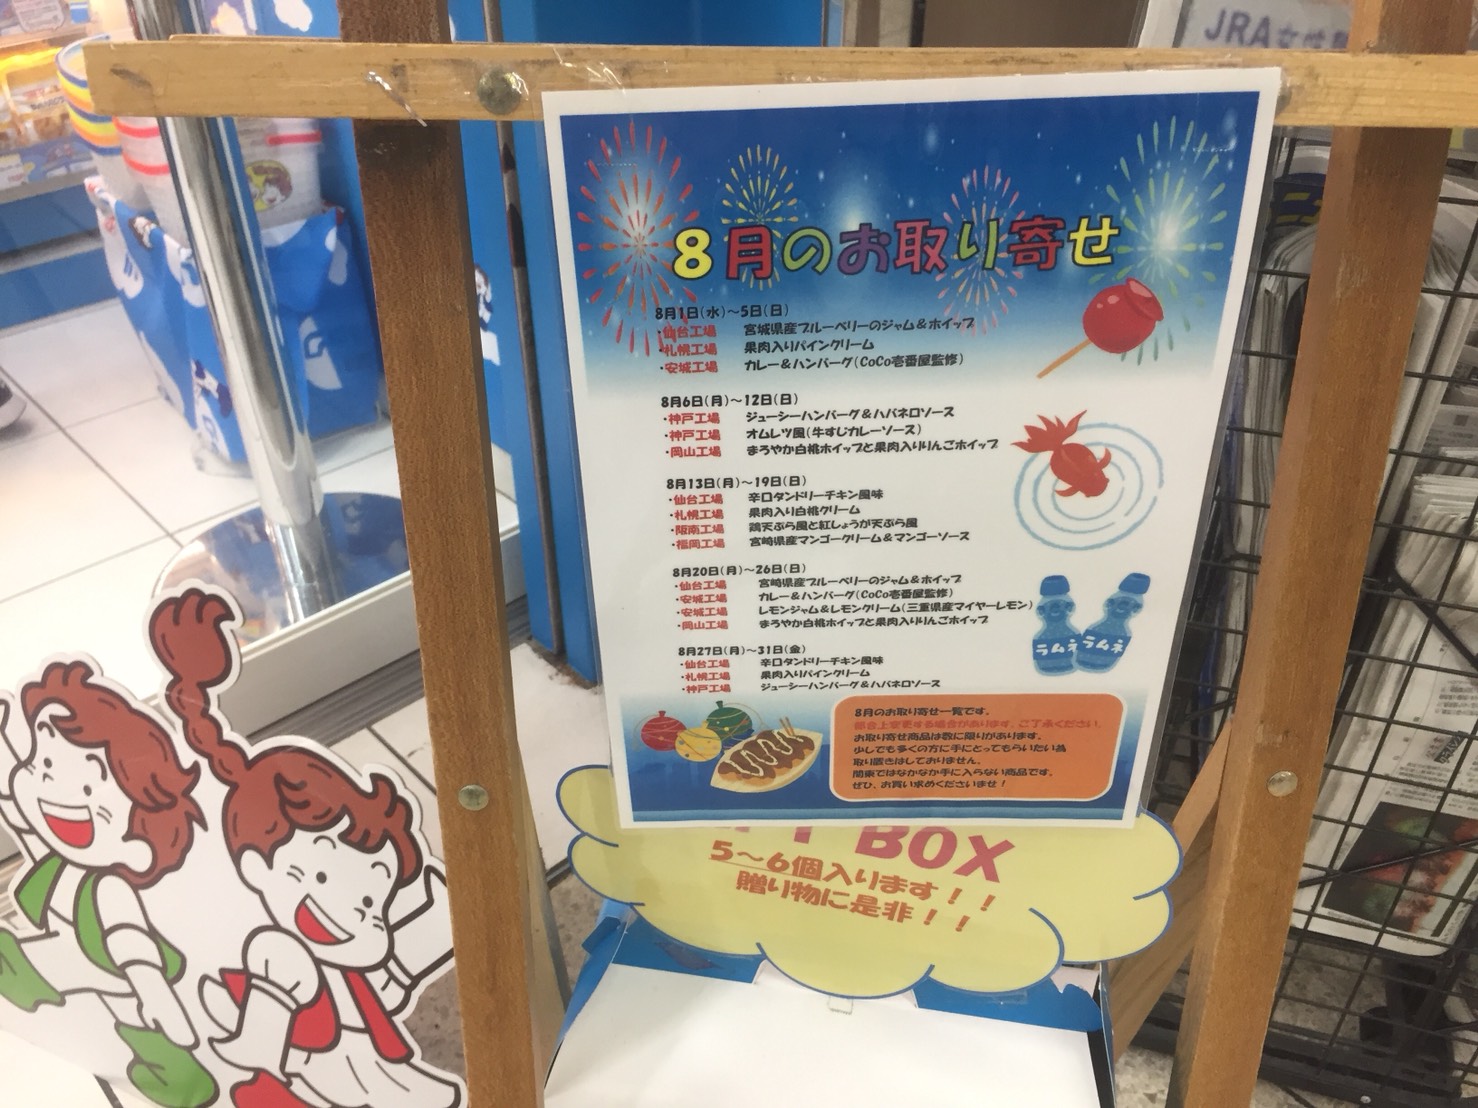 JRA女性
8月のお取り寄せ
8月1日(水)～5日(日)
・仙台工場 宮城県産ブルーベリーのジャム&ホイップ
・札幌工場 果肉入りパインクリーム
・安城工場 カレー&ハンバーグ(CoCo壱番屋監修)
8月6日(月)～12日(日)
・神戸工場 ジューシーハンバーグ&ハバネロソース
・神戸工場 オムレツ風(牛すじカレーソース)
・岡山工場 まろやか白桃ホイップと果肉入りりんごホイップ
8月13日(月)～19日(日)
・仙台工場 辛口タンドリーチキン風味
・札幌工場 果肉入り白桃クリーム
・阪南工場 鶏天ぷら風と紅しょうが天ぷら風
・福岡工場 宮崎県産マンゴークリーム&マンゴーソース
8月20日(月)～26日(日)
・仙台工場 宮崎県産ブルーベリーのジャム&ホイップ
・安城工場 カレー&ハンバーグ(CoCo壱番屋監修)
・安城工場 レモンジャム&レモンクリーム(三重県産マイヤーレモン)
・岡山工場 まろやか白桃ホイップと果肉入りりんごホイップ
ラムネ ラムネ
8月27日(月)～31日(金)
・仙台工場 辛口タンドリーチキン風味
・札幌工場 果肉入りパインクリーム
・神戸工場 ジューシーハンバーグ&ハバネロソース
8月のお取り寄せ一覧です。
都合上変更する場合があります。ご了承ください。
お取り寄せ商品は数に限りがあります。
少しでも多くの方に手にとってもらいたい為
取り置きはしておりません。
関東ではなかなか手に入らない商品です。
ぜひ、お買い求めくださいませ！
BOX
5～6個入ります！！
贈り物に是非！！